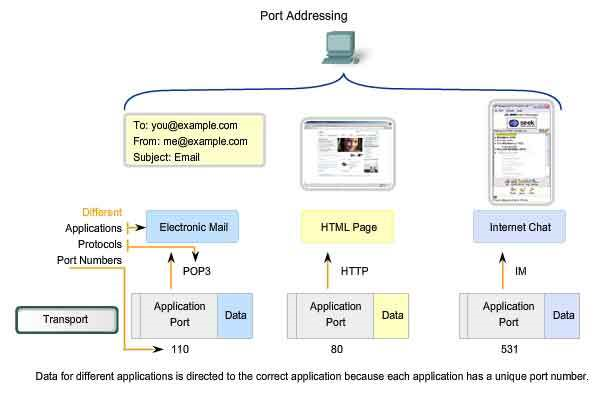 Port Addressing
To: you@example.com
From: me@example.com
Subject: Email
seek
Different
Applications
Protocols
Port Numbers
Electronic Mail
HTML Page
Internet Chat
POP3
HTTP
IM
Transport
Application
Port
Data
Application
Port
Data
Application
Port
Data
110
80
531
Data for different applications is directed to the correct application because each application has a unique port number.